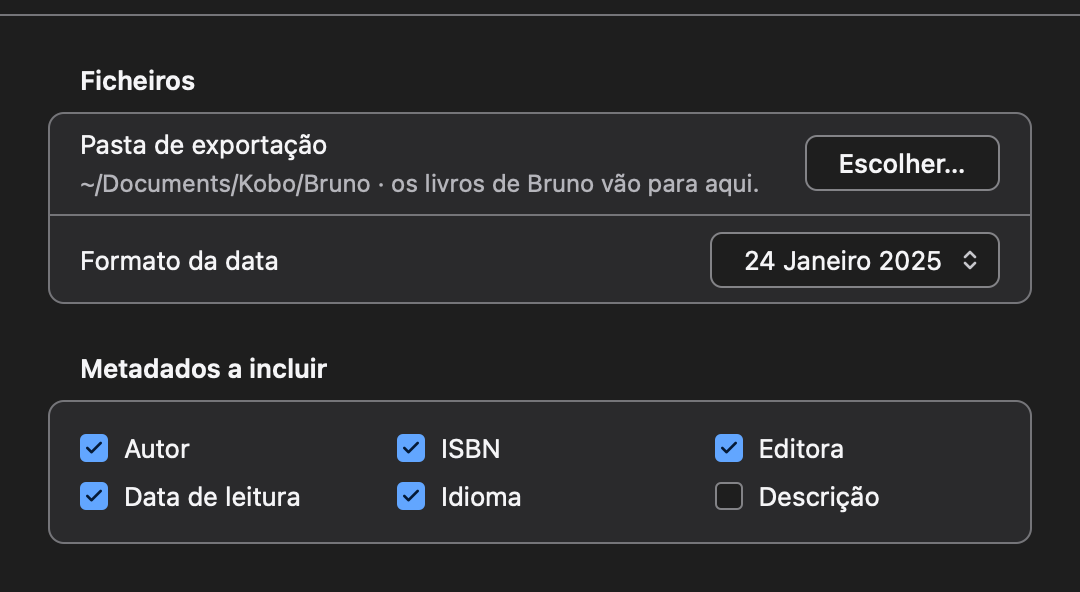 Ficheiros
Pasta de exportação
~/Documents/Kobo/Bruno · os livros de Bruno vão para aqui.
Escolher...
Formato da data
24 Janeiro 2025
Metadados a incluir
Autor
ISBN
Editora
Data de leitura
Idioma
Descrição